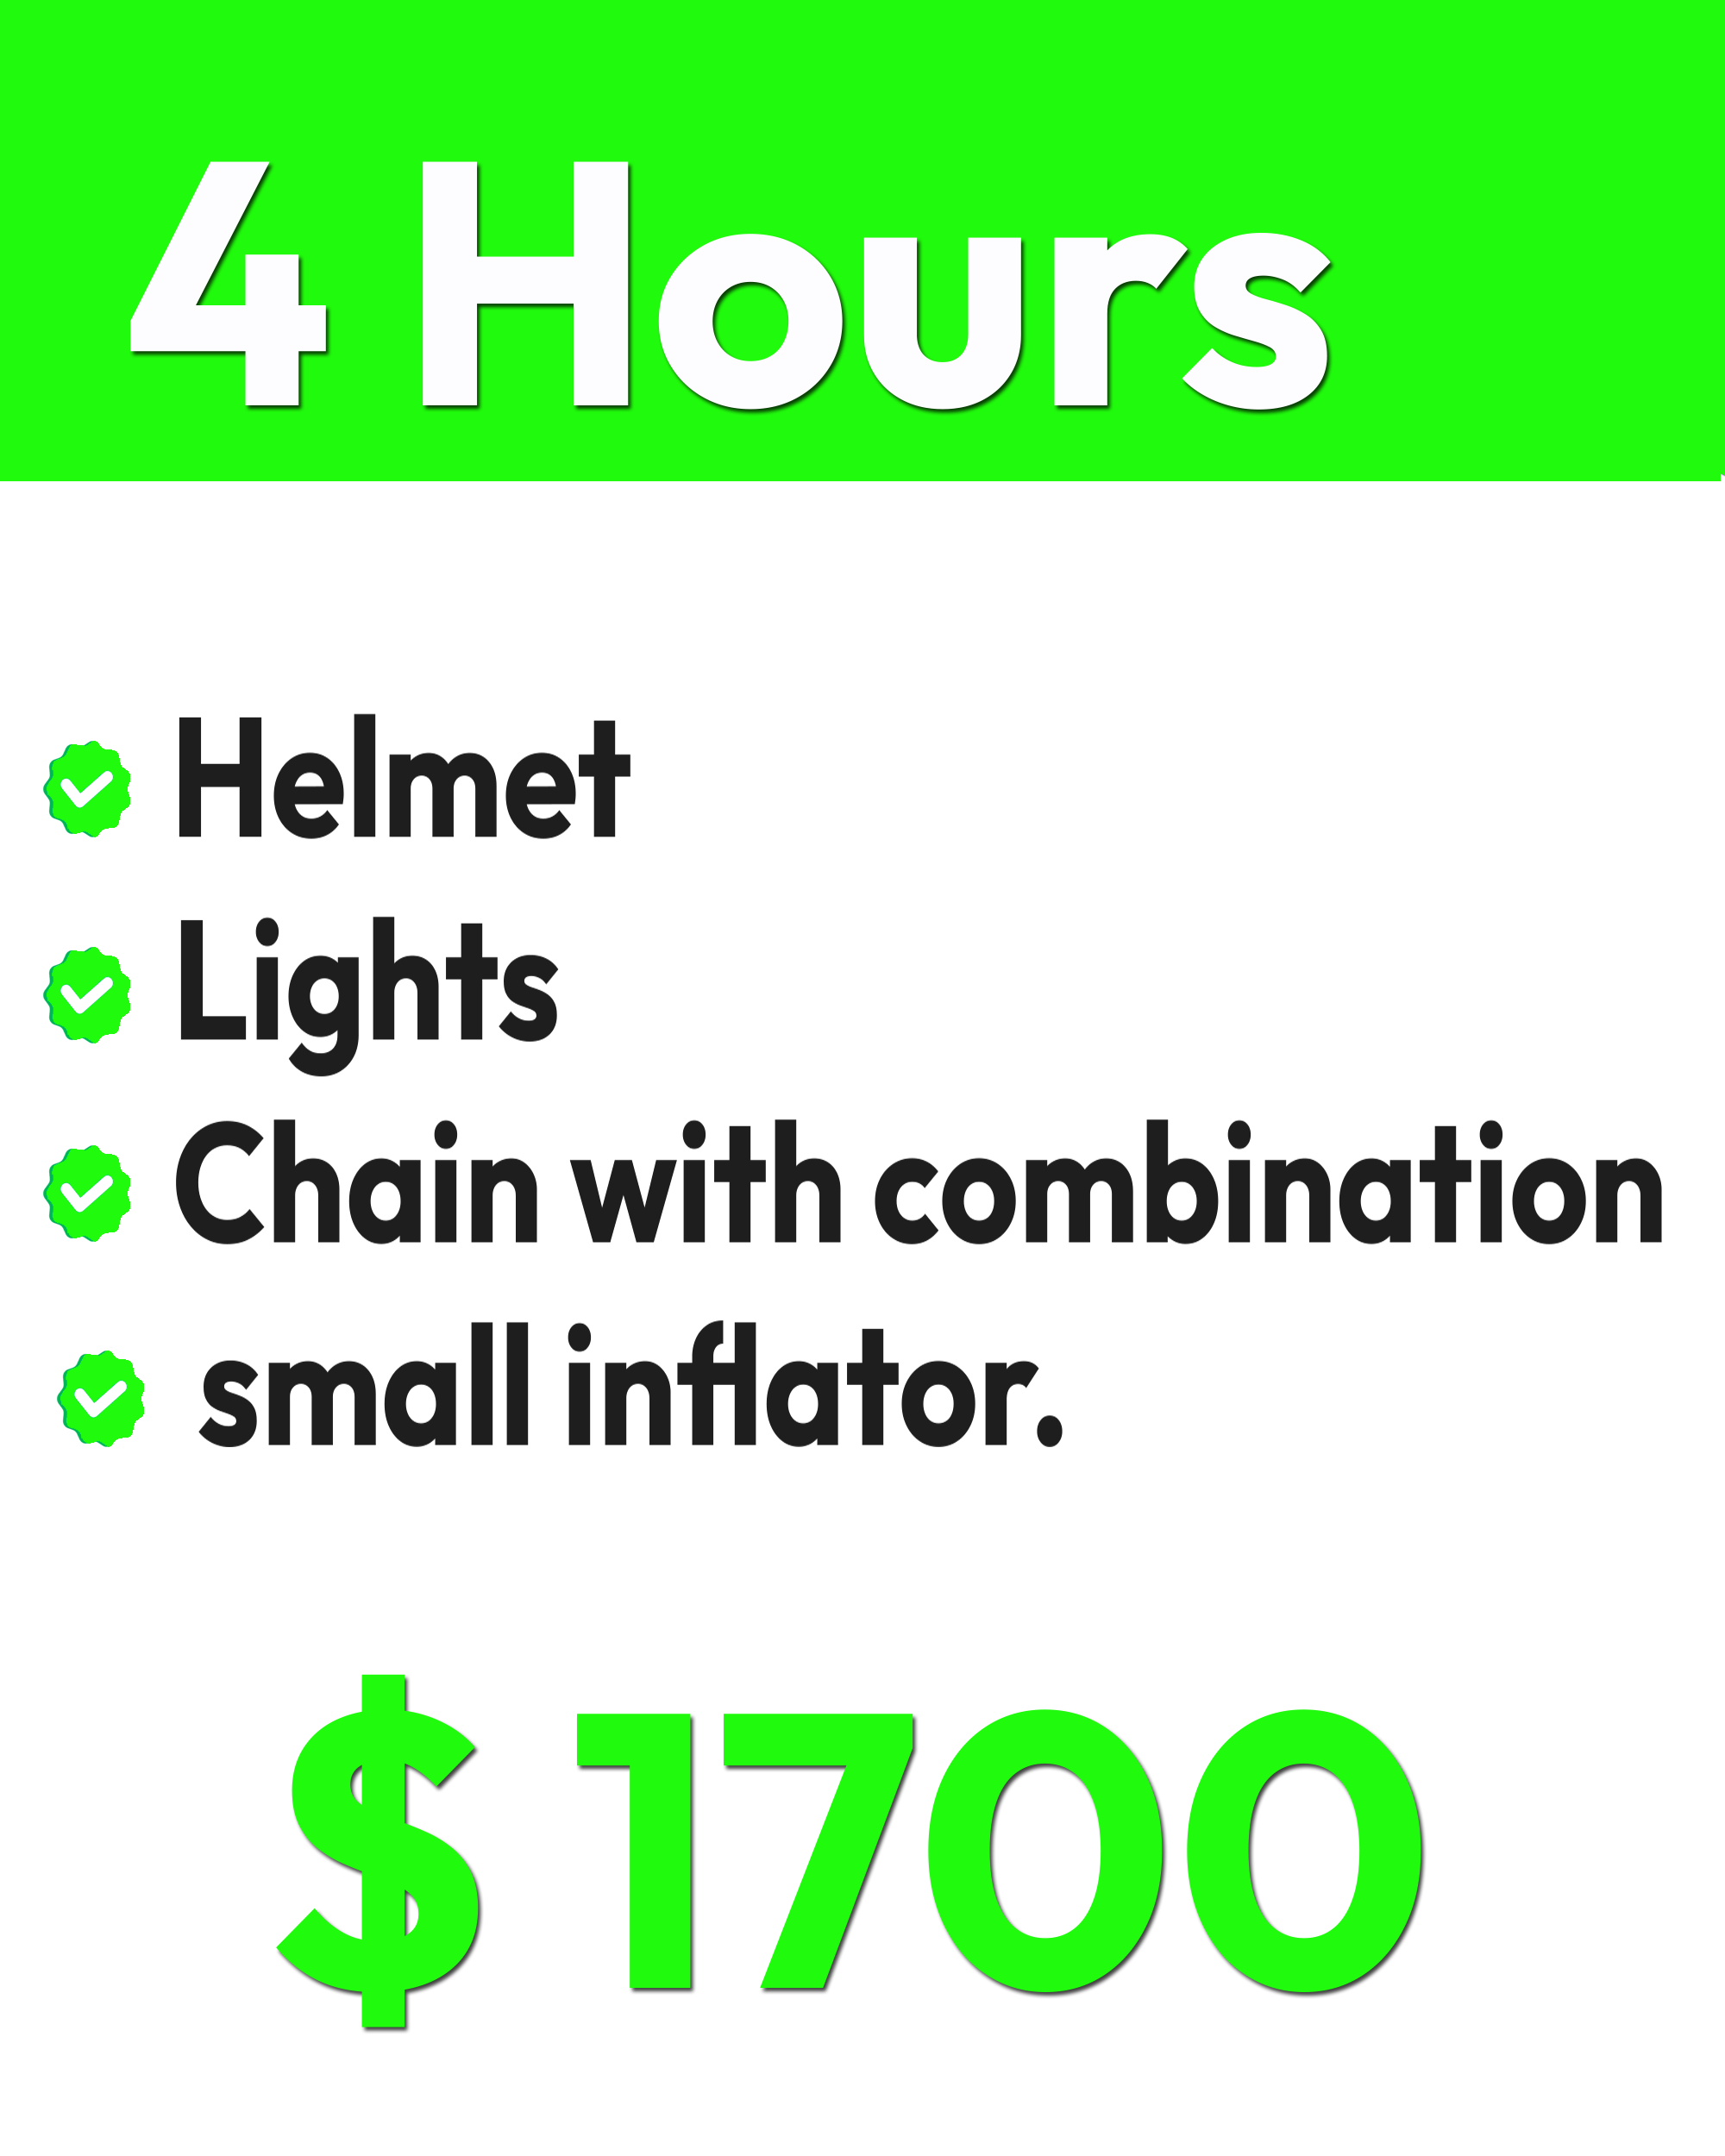 4 Hours
Helmet
Lights
Chain with combination
small inflator.
$ 1700